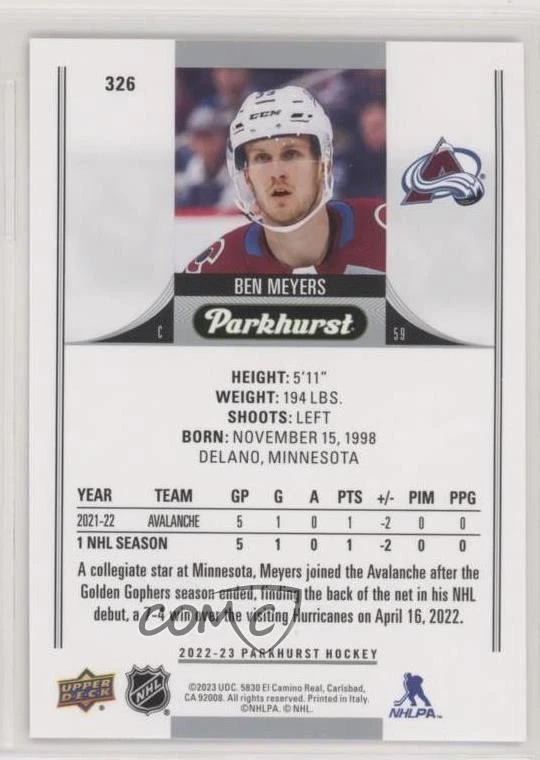 326
CCM
BEN MEYERS
C Parkhurst 59
HEIGHT: 5'11"
WEIGHT: 194 LBS.
SHOOTS: LEFT
BORN: NOVEMBER 15, 1998
DELANO, MINNESOTA
YEAR TEAM GP G A PTS +/- PIM PPG
2021-22 AVALANCHE 5 1 0 1 -2 0 0
1 NHL SEASON 5 1 0 1 -2 0 0
A collegiate star at Minnesota, Meyers joined the Avalanche after the
Golden Gophers season ended, finding the back of the net in his NHL
debut, a 7-4 win over the visiting Hurricanes on April 16, 2022.
COMC
2022-23 PARKHURST HOCKEY
UPPER DECK
NHL
©2023 UDC. 5830 El Camino Real, Carlsbad,
CA 92008. All rights reserved. Printed in Italy.
©NHLPA. © NHL.
NHLPA